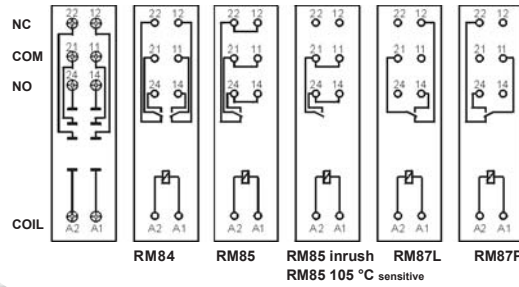 22 12 22 12 22 12 22 12 22 12 22 12
NC
COM
21 11 21 11 21 11 21 11 21 11 21 11
NO
24 14 24 14 24 14 24 14 24 14 24 14
COIL
A2 A1 A2 A1 A2 A1 A2 A1 A2 A1 A2 A1
RM84 RM85 RM85 inrush RM87L RM87P
RM85 105 °C sensitive